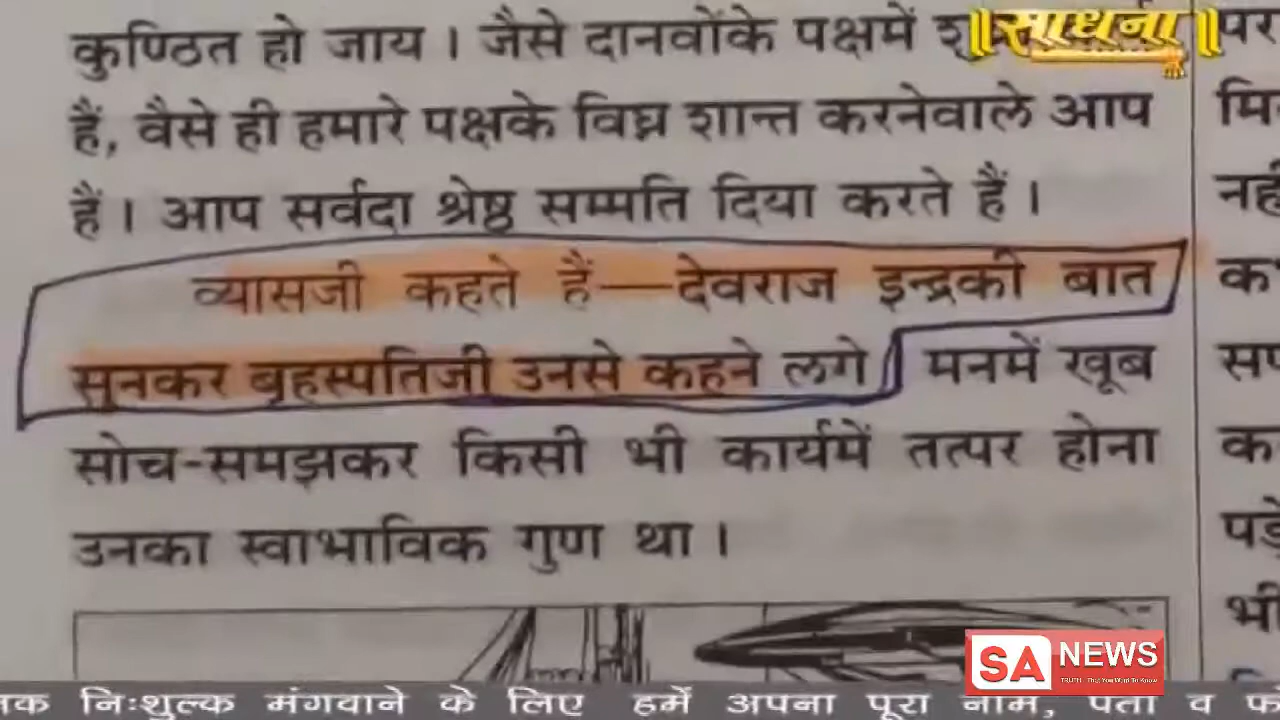 कुण्ठित हो जाय । जैसे दानवोंके पक्षमें
साधना
हैं, वैसे ही हमारे पक्षके विघ्न शान्त करनेवाले आप
हैं । आप सर्वदा श्रेष्ठ सम्मति दिया करते हैं ।
व्यासजी कहते हैं—देवराज इन्द्रकी बात
सुनकर बृहस्पतिजी उनसे कहने लगे मनमें खूब
सोच-समझकर किसी भी कार्यमें तत्पर होना
उनका स्वाभाविक गुण था ।
पर
नहीं
SA NEWS
निःशुल्क मंगवाने के लिए हमें अपना पूरा नाम, पता व